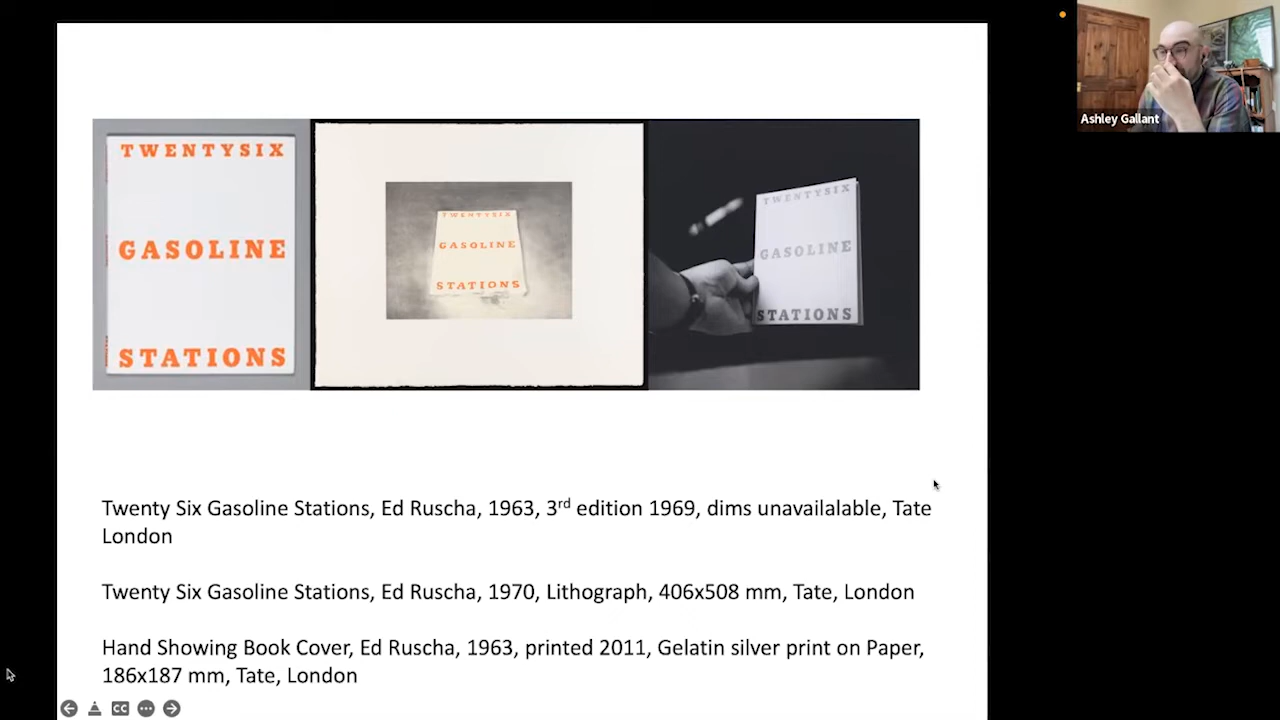 TWENTYSIX
GASOLINE
STATIONS
TWENTYSIX
GASOLINE
STATIONS
TWENTYSIX
GASOLINE
STATIONS
Ashley Gallant
Twenty Six Gasoline Stations, Ed Ruscha, 1963, 3rd edition 1969, dims unavailalable, Tate
London
Twenty Six Gasoline Stations, Ed Ruscha, 1970, Lithograph, 406x508 mm, Tate, London
Hand Showing Book Cover, Ed Ruscha, 1963, printed 2011, Gelatin silver print on Paper,
186x187 mm, Tate, London
CC